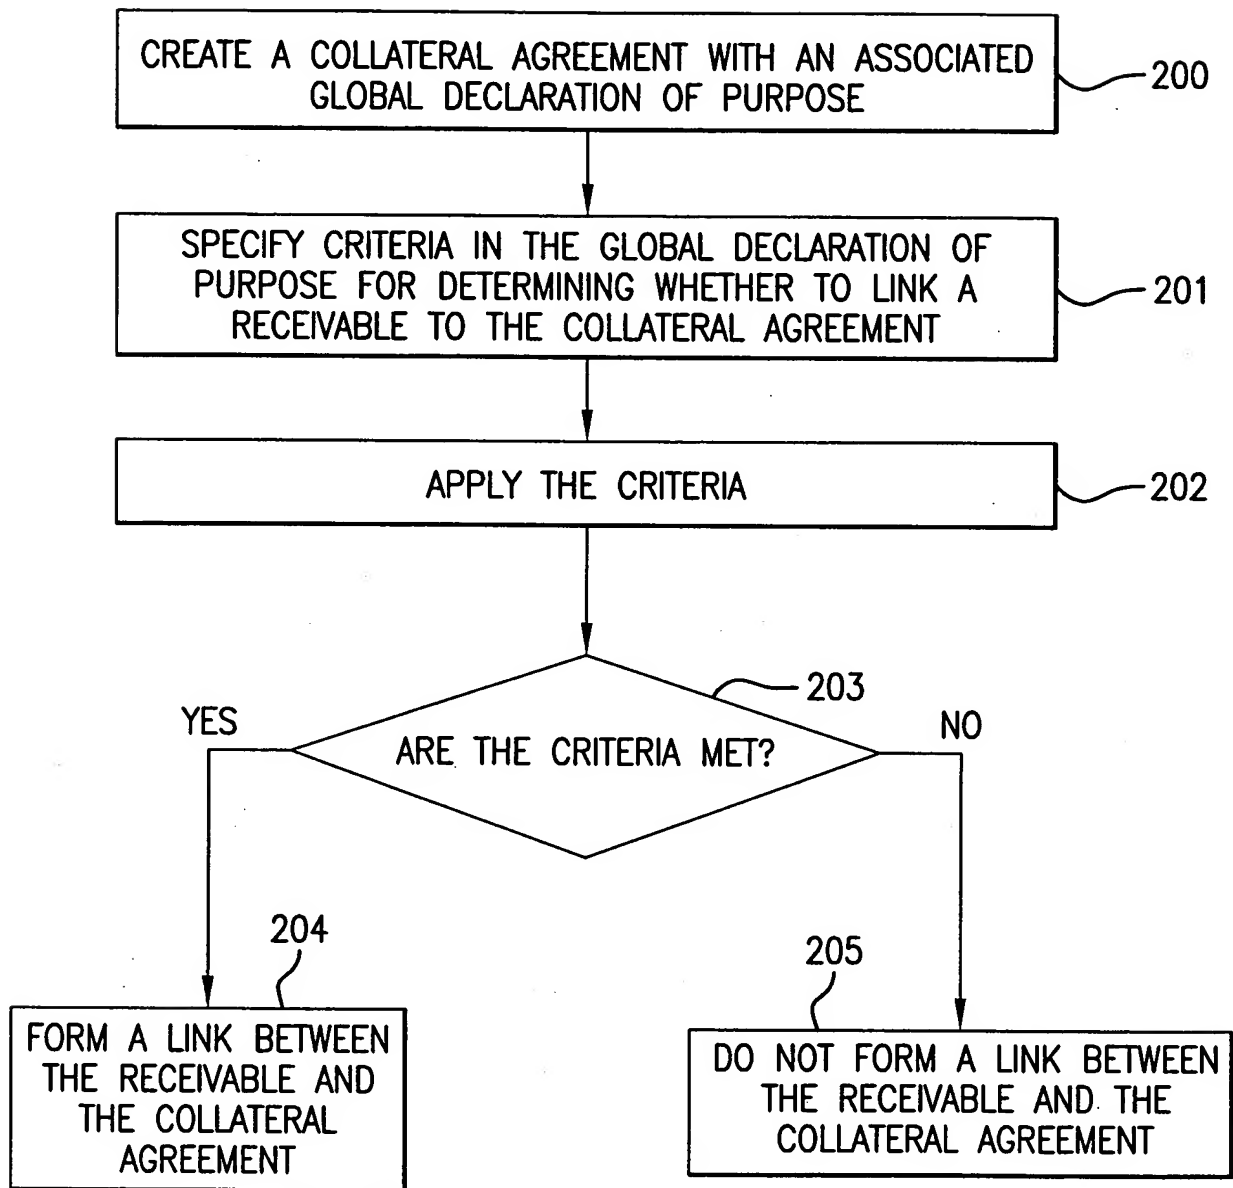 CREATE A COLLATERAL AGREEMENT WITH AN ASSOCIATED
GLOBAL DECLARATION OF PURPOSE
200
SPECIFY CRITERIA IN THE GLOBAL DECLARATION OF
PURPOSE FOR DETERMINING WHETHER TO LINK A
RECEIVABLE TO THE COLLATERAL AGREEMENT
201
APPLY THE CRITERIA
202
203
YES
NO
ARE THE CRITERIA MET?
204
205
FORM A LINK BETWEEN
THE RECEIVABLE AND
THE COLLATERAL
AGREEMENT
DO NOT FORM A LINK BETWEEN
THE RECEIVABLE AND THE
COLLATERAL AGREEMENT